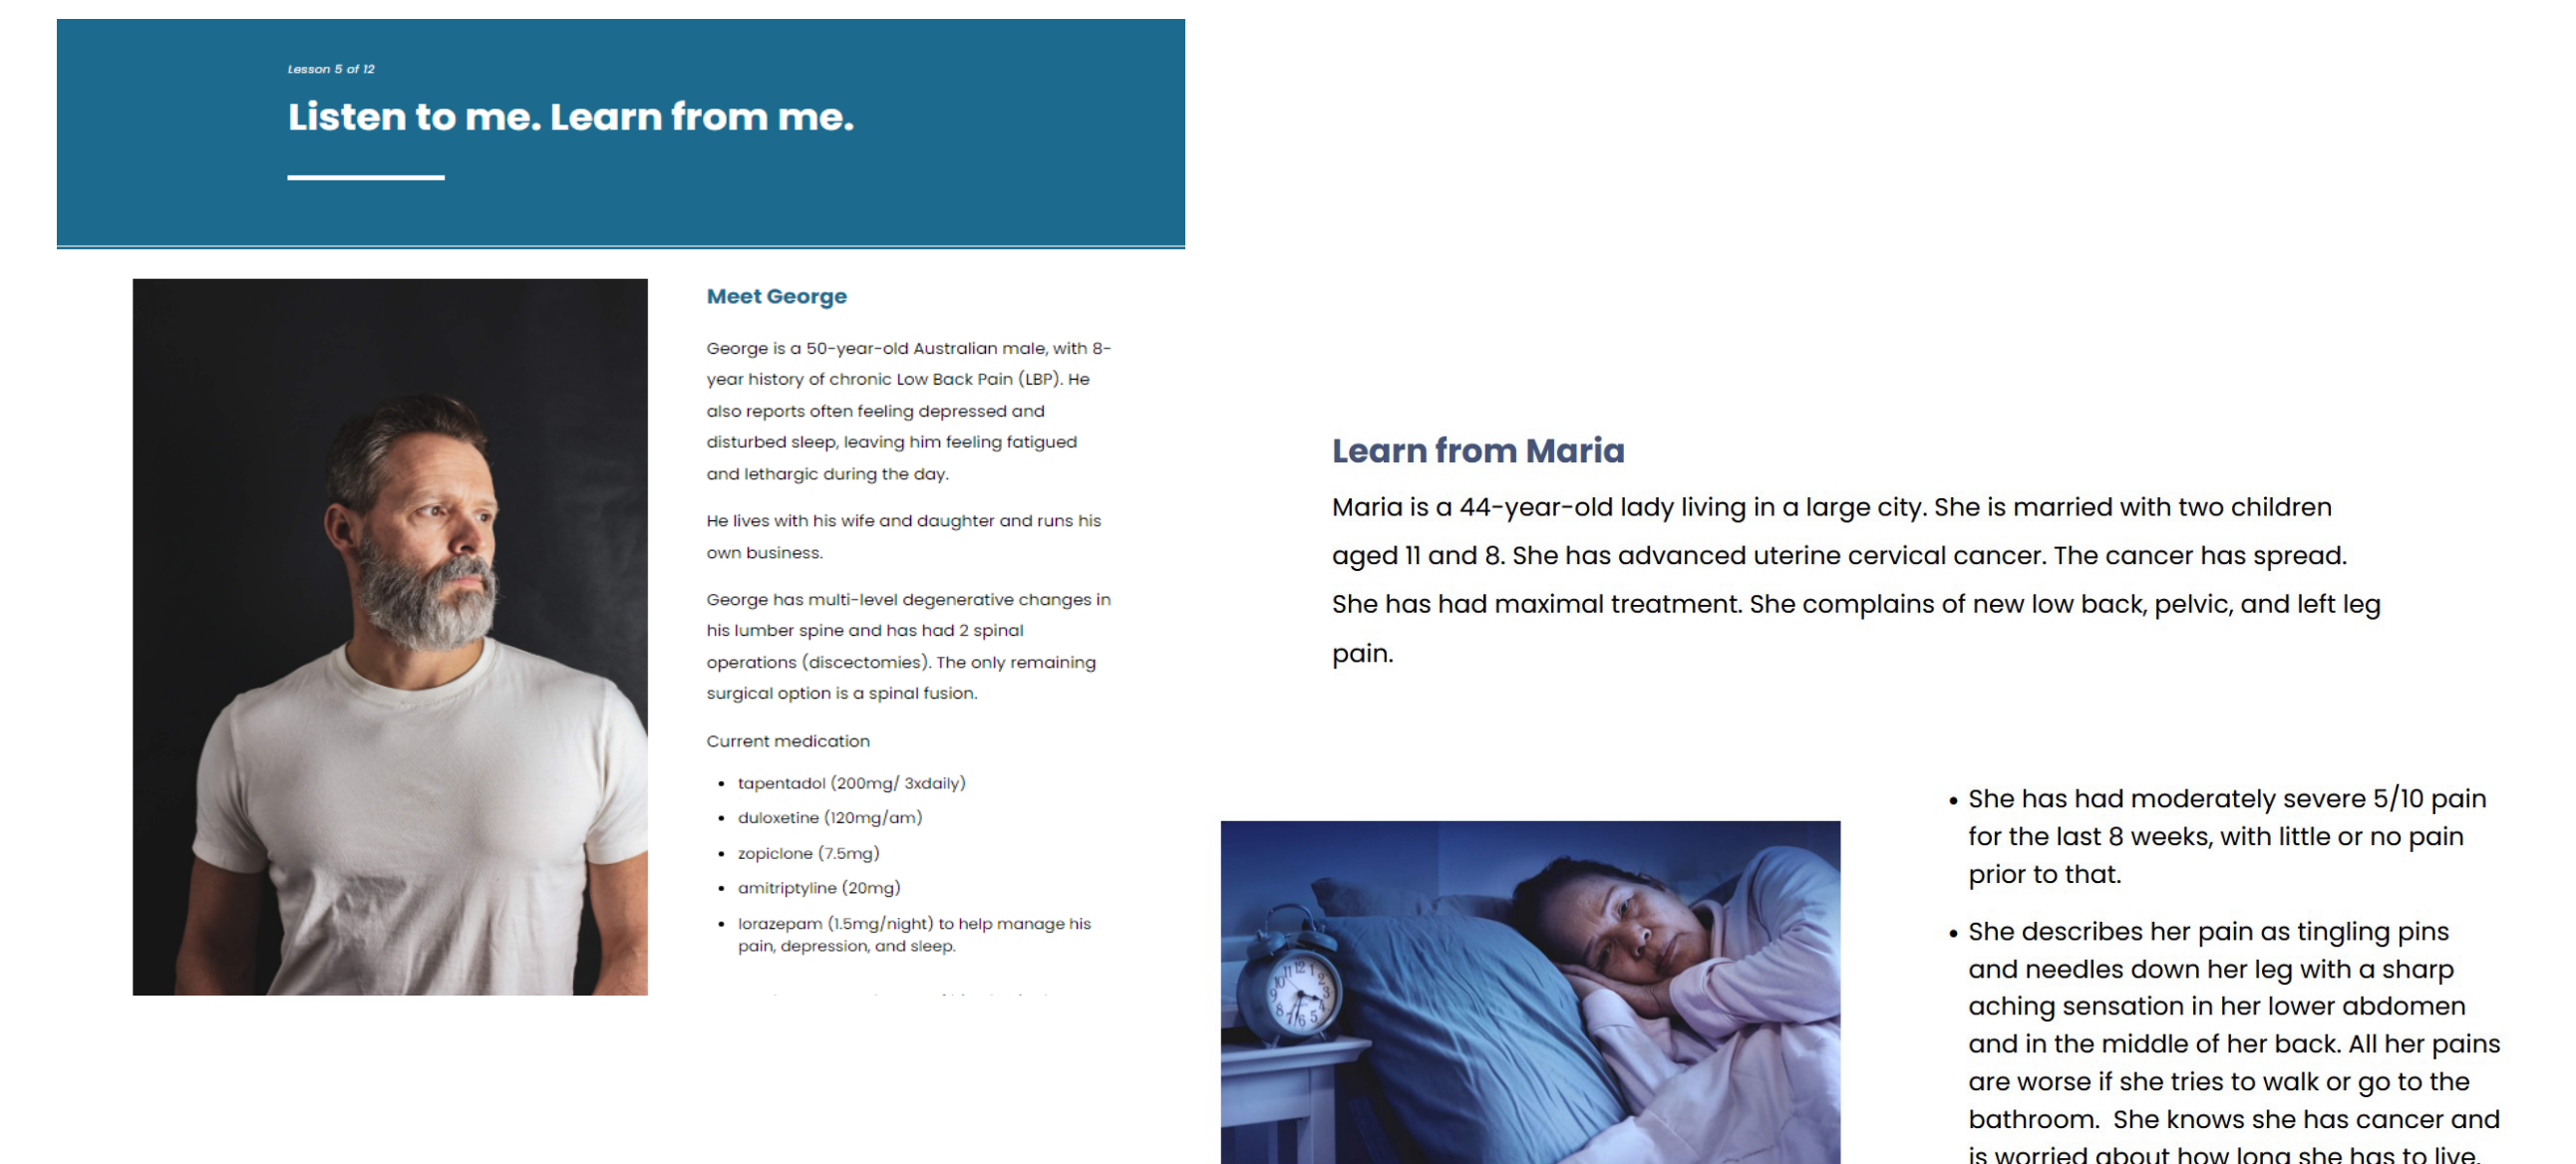 Lesson 5 of 12
Listen to me. Learn from me.
Meet George
George is a 50-year-old Australian male, with 8-
year history of chronic Low Back Pain (LBP). He
also reports often feeling depressed and
disturbed sleep, leaving him feeling fatigued
and lethargic during the day.
He lives with his wife and daughter and runs his
own business.
George has multi-level degenerative changes in
his lumber spine and has had 2 spinal
operations (discectomies). The only remaining
surgical option is a spinal fusion.
Current medication
• tapentadol (200mg/ 3xdaily)
• duloxetine (120mg/am)
• zopiclone (7.5mg)
• amitriptyline (20mg)
• lorazepam (1.5mg/night) to help manage his
pain, depression, and sleep.
Learn from Maria
Maria is a 44-year-old lady living in a large city. She is married with two children
aged 11 and 8. She has advanced uterine cervical cancer. The cancer has spread.
She has had maximal treatment. She complains of new low back, pelvic, and left leg
pain.
• She has had moderately severe 5/10 pain
for the last 8 weeks, with little or no pain
prior to that.
• She describes her pain as tingling pins
and needles down her leg with a sharp
aching sensation in her lower abdomen
and in the middle of her back. All her pains
are worse if she tries to walk or go to the
bathroom. She knows she has cancer and
is worried about how long she has to live.